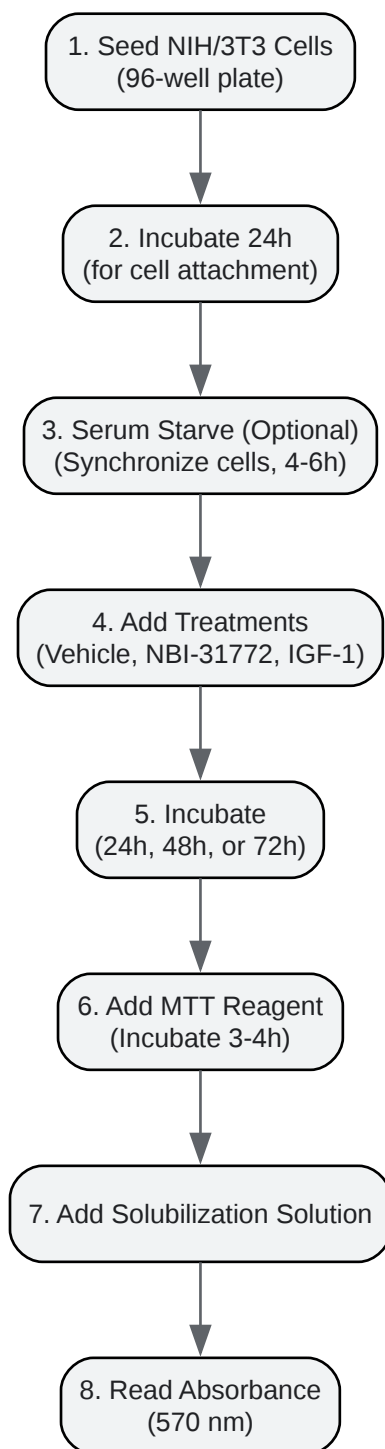 1. Seed NIH/3T3 Cells
(96-well plate)
2. Incubate 24h
(for cell attachment)
3. Serum Starve (Optional)
(Synchronize cells, 4-6h)
4. Add Treatments
(Vehicle, NBI-31772, IGF-1)
5. Incubate
(24h, 48h, or 72h)
6. Add MTT Reagent
(Incubate 3-4h)
7. Add Solubilization Solution
8. Read Absorbance
(570 nm)